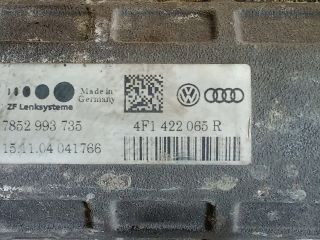 Made in
Germany
ZF Lenksysteme
7852 993 735
4F1 422 065 R
15.11.04 041766